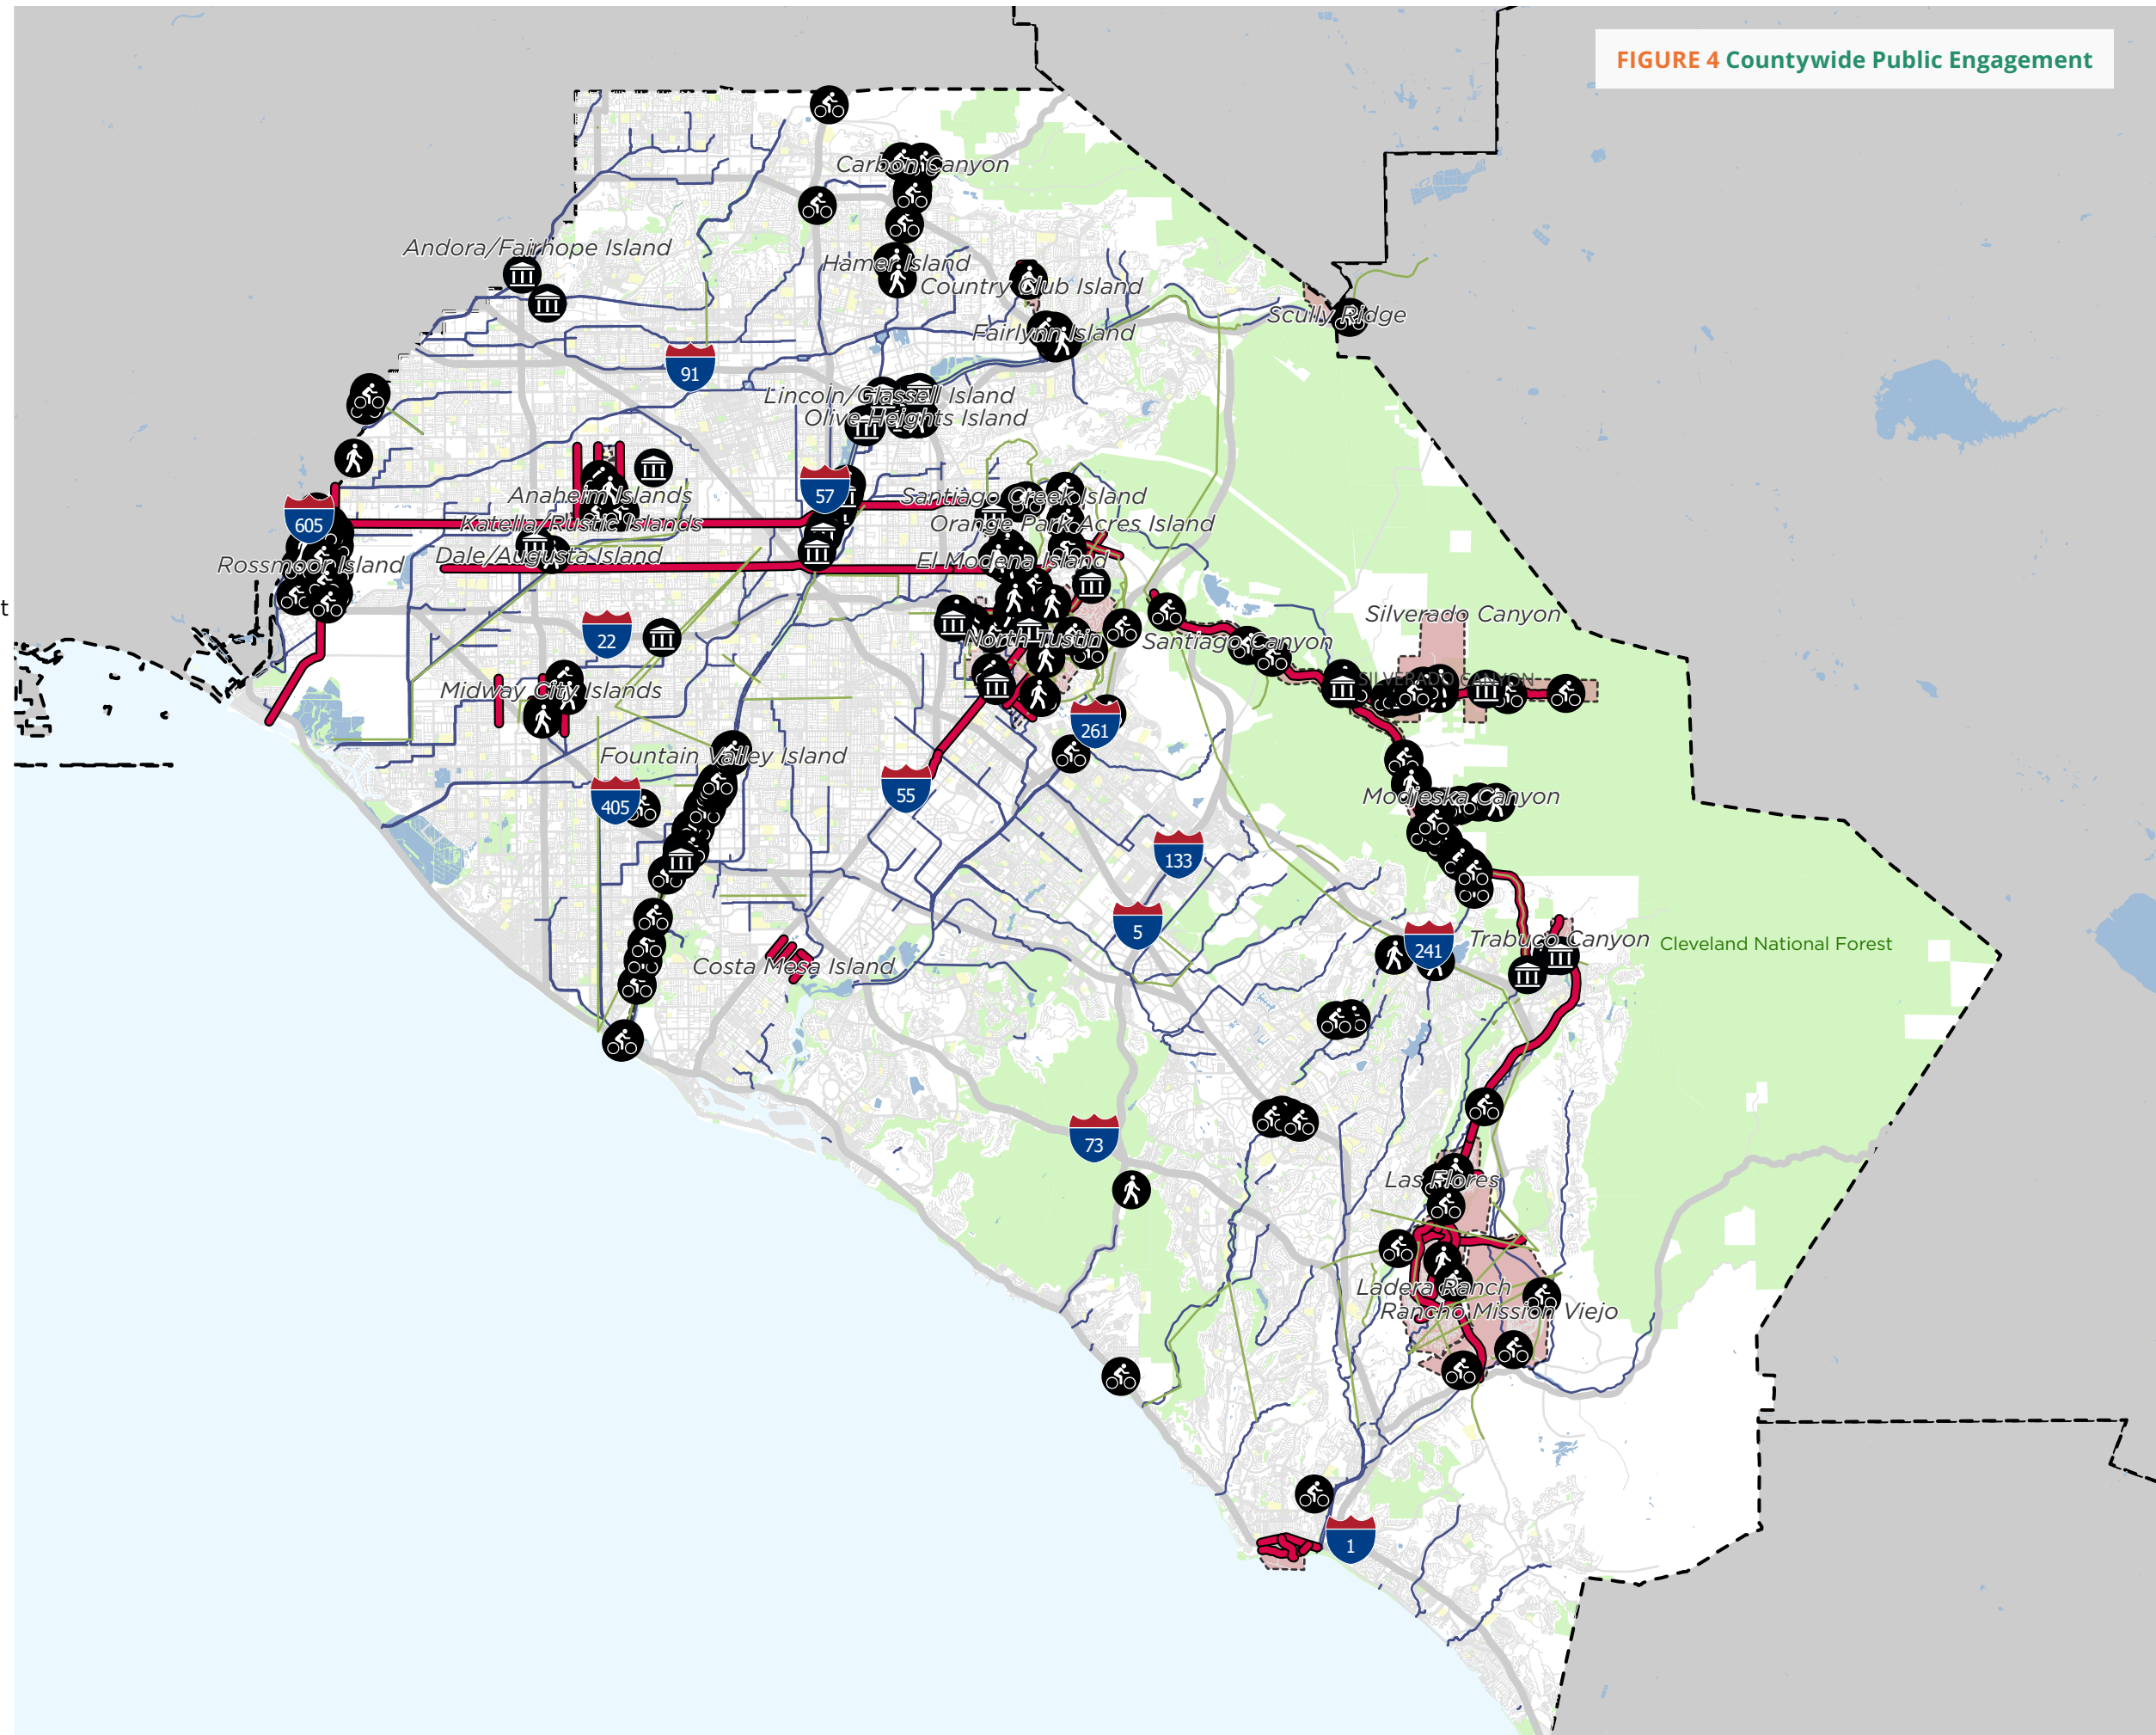 FIGURE 4 Countywide Public Engagement
Carbon Canyon
Andora/Fairhope Island
Hamer Island
Country Club Island
Scully Ridge
Fairlynn Island
91
Lincoln/Glassell Island
Olive Heights Island
57
Anaheim Islands
Santiago Creek Island
605
Katella/Rustic Islands
Orange Park Acres Island
Dale/Augusta Island
El Modena Island
Rossmoor Island
t
Silverado Canyon
22
North Tustin
Santiago Canyon
SILVERADO CANYON
Midway City Islands
261
Fountain Valley Island
55
405
Modjeska Canyon
133
5
241
Trabuco Canyon
Cleveland National Forest
Costa Mesa Island
73
Las Flores
Ladera Ranch
Rancho Mission Viejo
1